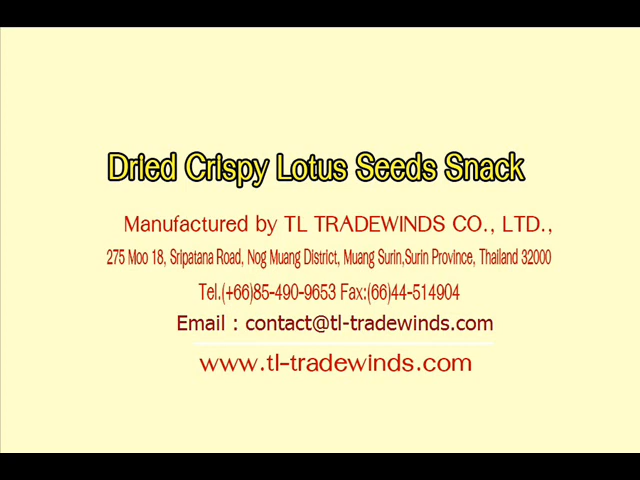 Dried Crispy Lotus Seeds Snack
Manufactured by TL TRADEWINDS CO., LTD.,
275 Moo 18, Sripatana Road, Nog Muang District, Muang Surin,Surin Province, Thailand 32000
Tel.(+66)85-490-9653 Fax:(66)44-514904
Email : contact@tl-tradewinds.com
www.tl-tradewinds.com